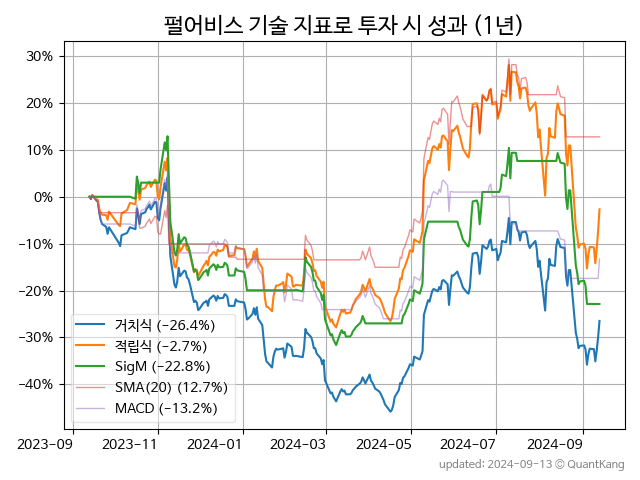 펄어비스 기술 지표로 투자 시 성과 (1년)
30%
20%
10%
0%
−10%
−20%
−30%
−40%
거치식 (−26.4%)
적립식 (−2.7%)
SigM (−22.8%)
SMA(20) (12.7%)
MACD (−13.2%)
2023-09
2023-11
2024-01
2024-03
2024-05
2024-07
2024-09
updated: 2024-09-13 © QuantKang